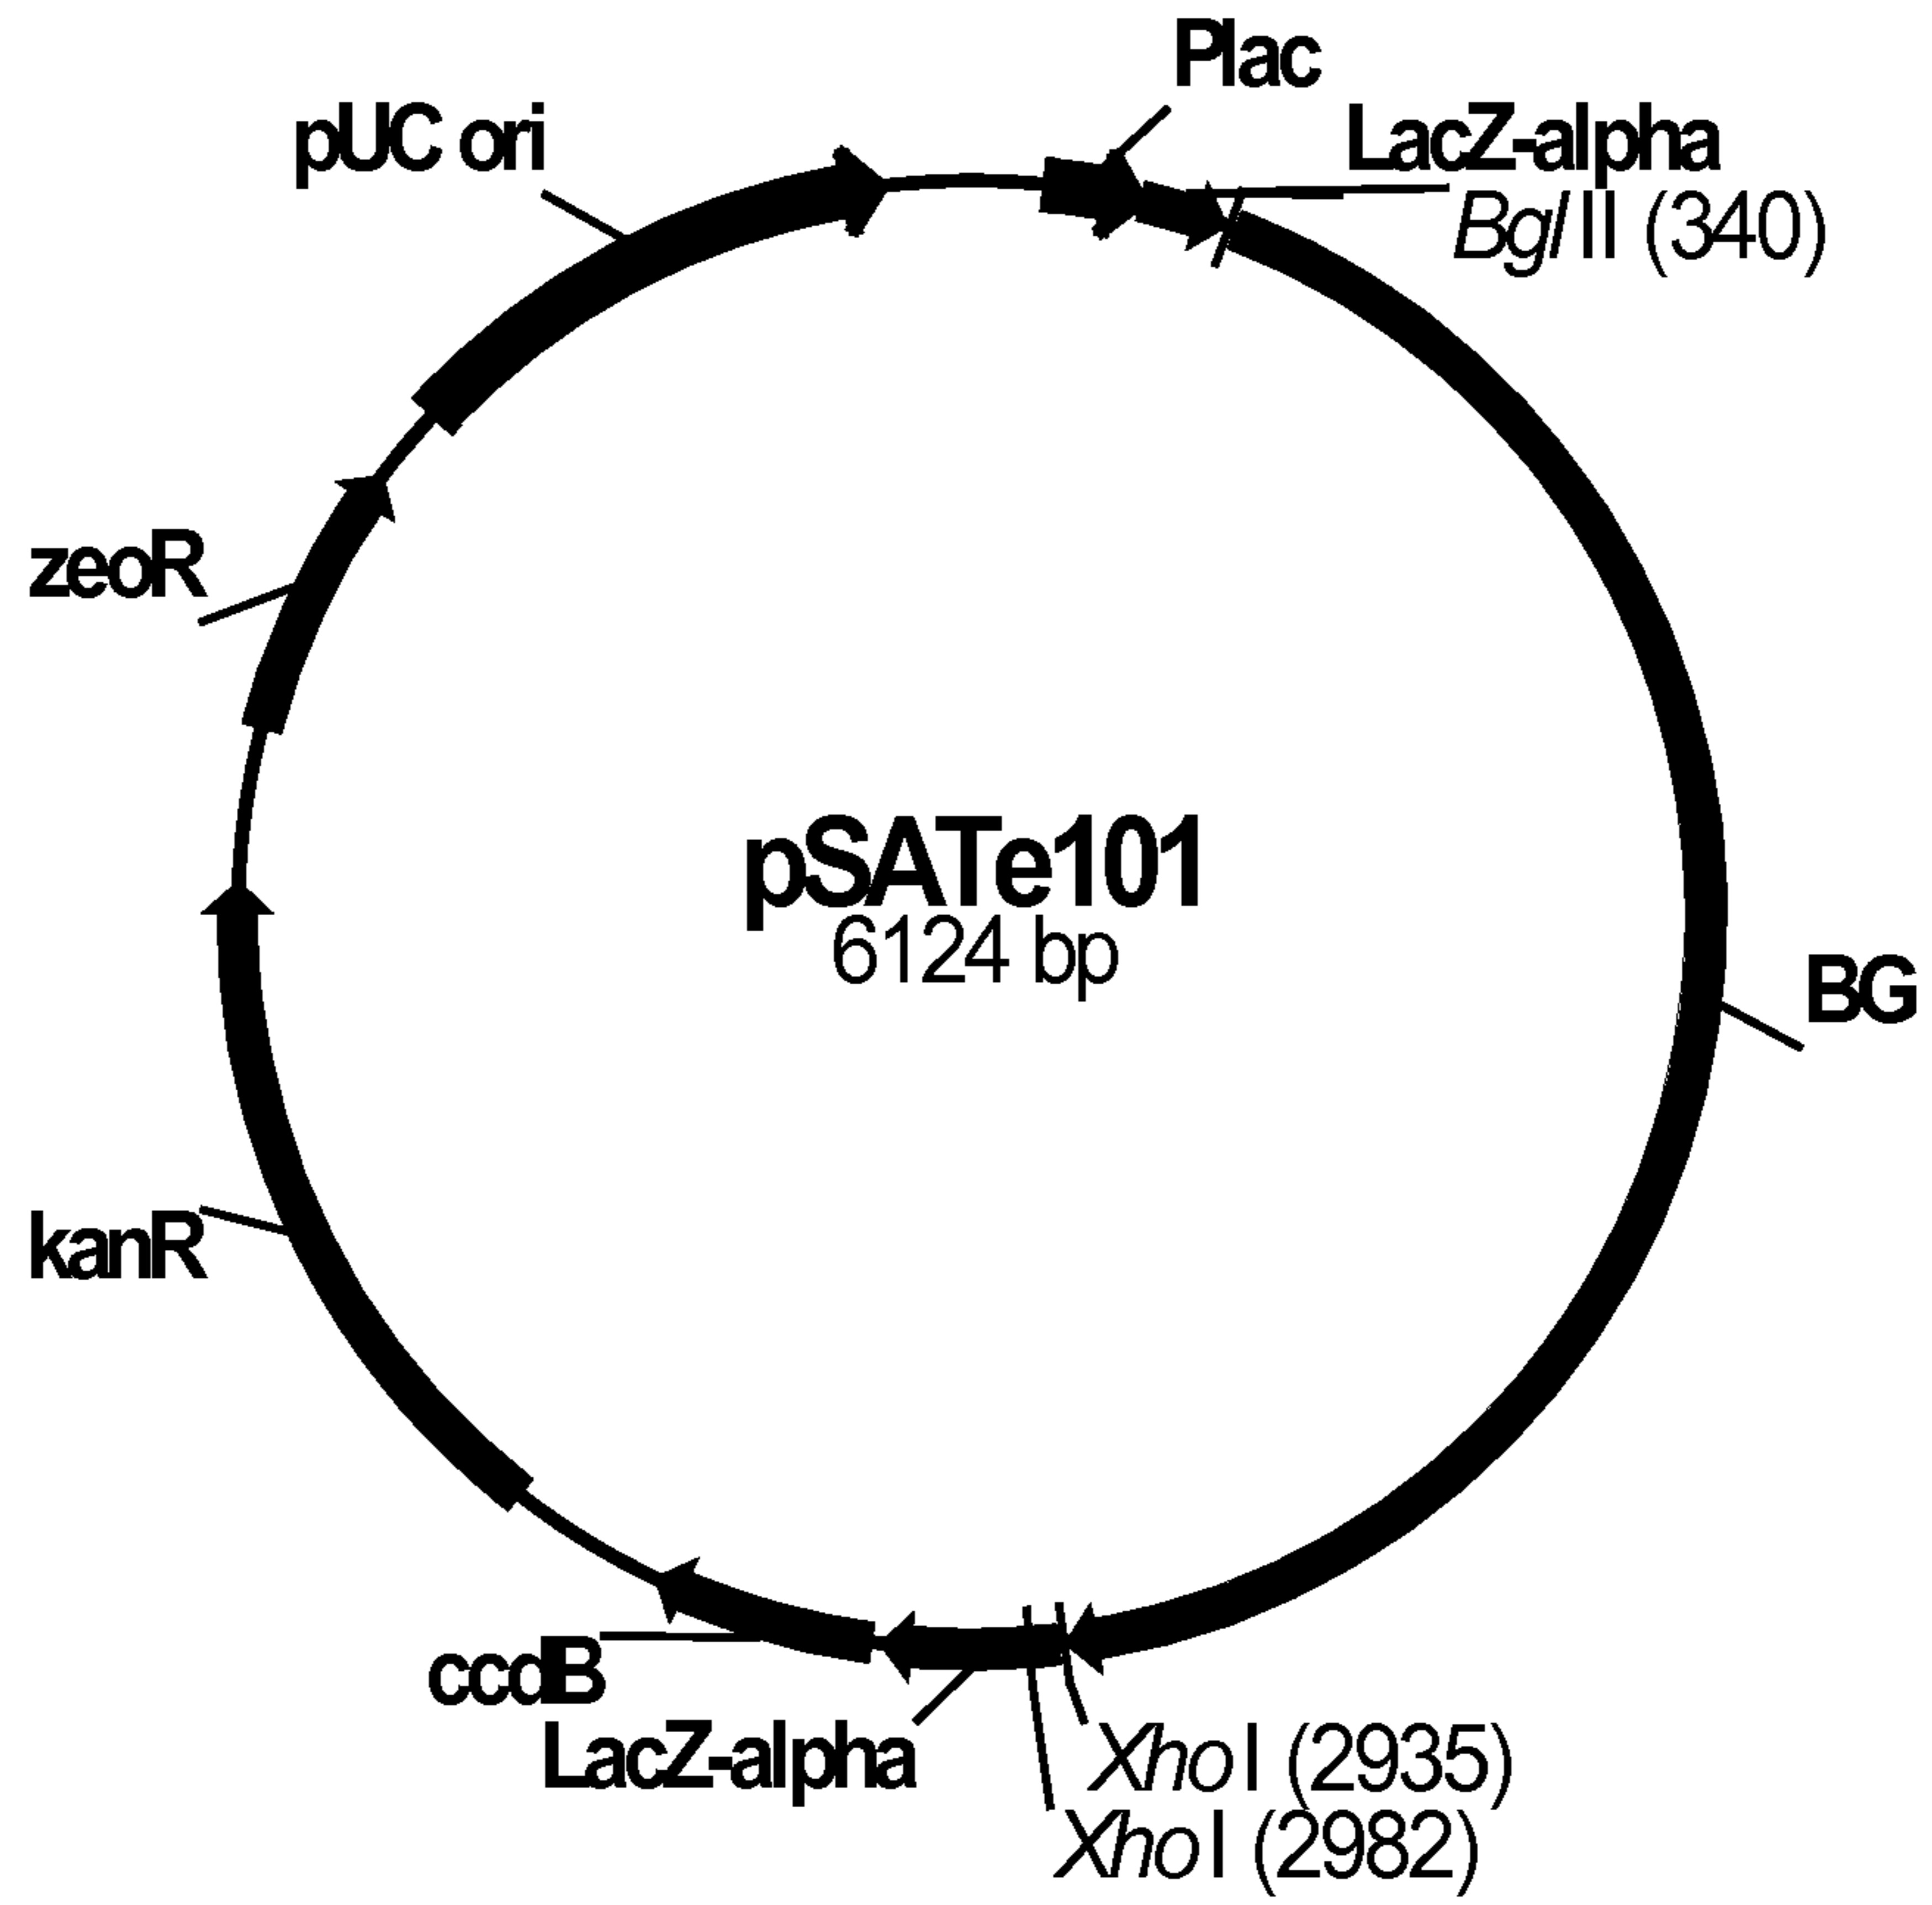 Plac
pUC ori
LacZ-alpha
BglII (340)
zeoR
pSATe101
6124 bp
BG
kanR
ccdB
LacZ-alpha
XhoI (2935)
XhoI (2982)